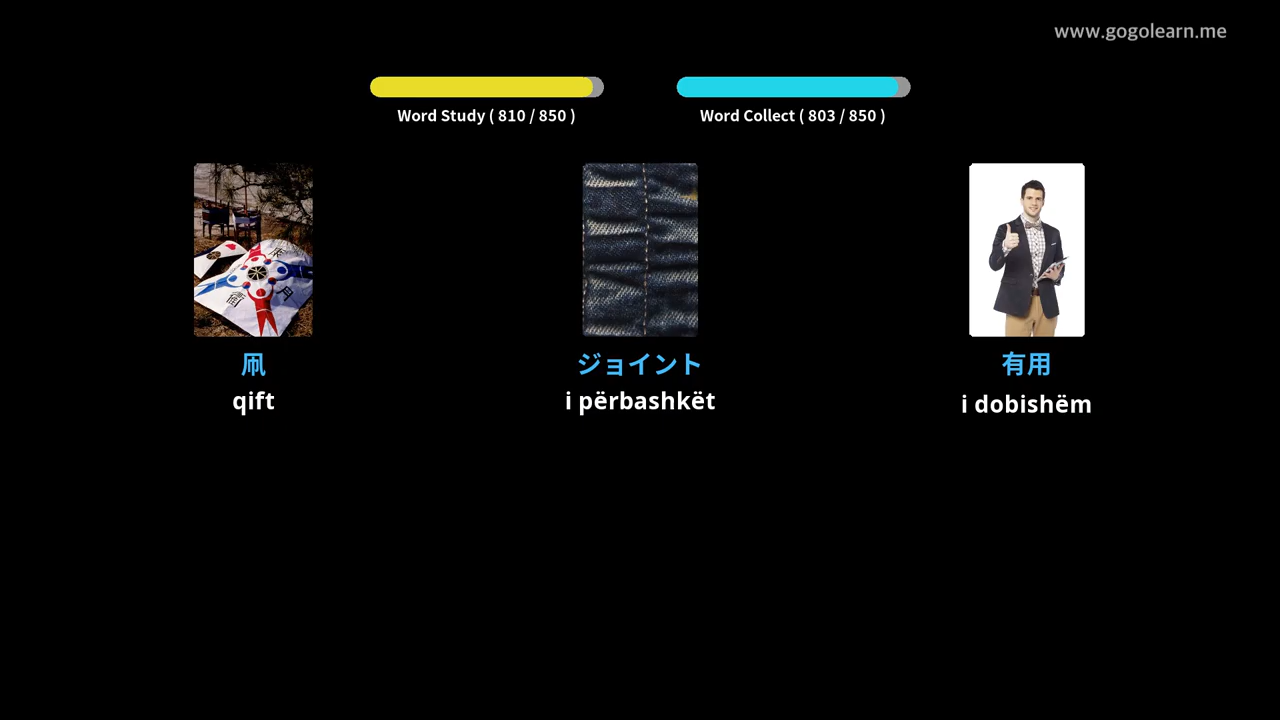 www.gogolearn.me
Word Study ( 810 / 850 )
Word Collect ( 803 / 850 )
凧
qift
ジョイント
i përbashkët
有用
i dobishëm